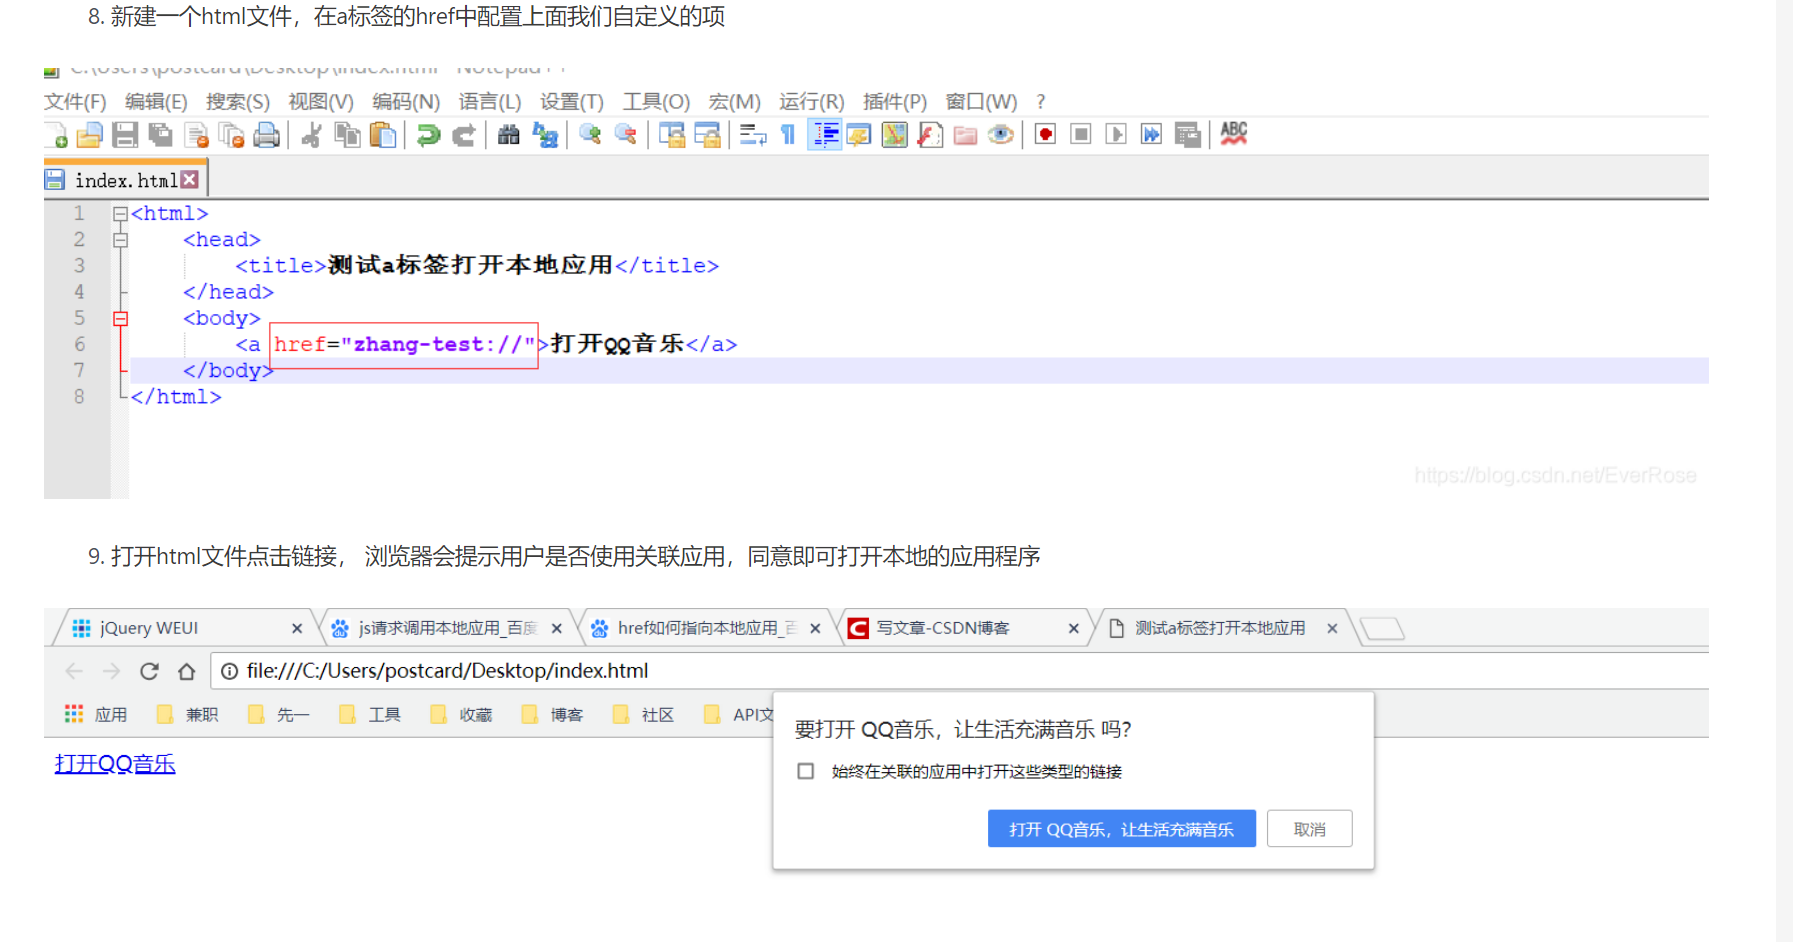 8. 新建一个html文件，在a标签的href中配置上面我们自定义的项
C:\Users\postcard\Desktop\index.html - Notepad++
文件(F) 编辑(E) 搜索(S) 视图(V) 编码(N) 语言(L) 设置(T) 工具(O) 宏(M) 运行(R) 插件(P) 窗口(W) ?
ABC
index.html
1 <html>
2 <head>
3 <title>测试a标签打开本地应用</title>
4 </head>
5 <body>
6 <a href="zhang-test://">打开QQ音乐</a>
7 </body>
8 </html>
https://blog.csdn.net/EverRose
9. 打开html文件点击链接， 浏览器会提示用户是否使用关联应用，同意即可打开本地的应用程序
jQuery WEUI js请求调用本地应用_百度 href如何指向本地应用_百 写文章-CSDN博客 测试a标签打开本地应用
file:///C:/Users/postcard/Desktop/index.html
应用 兼职 先一 工具 收藏 博客 社区 API文
要打开 QQ音乐，让生活充满音乐 吗?
打开QQ音乐
始终在关联的应用中打开这些类型的链接
打开 QQ音乐，让生活充满音乐 取消